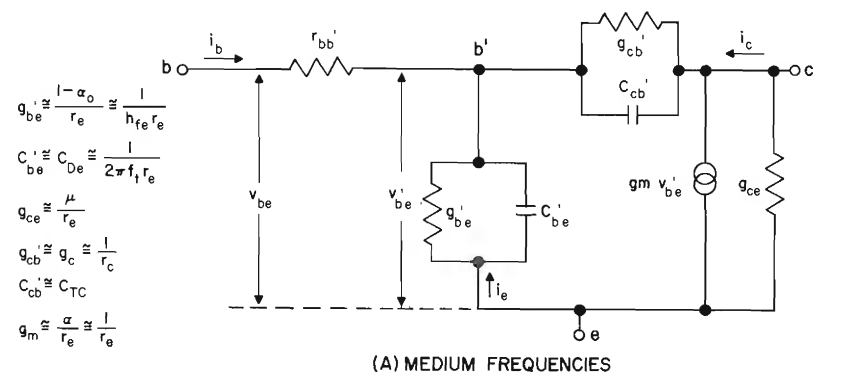 i_b
r_bb'
b'
g_cb'
i_c
b
c
C_cb'
g_b'e ≅ (1-α_o)/r_e ≅ 1/(h_fe r_e)
C_b'e ≅ C_De ≅ 1/(2π f_t r_e)
v_be
v_b'e
g_b'e
C_b'e
gm v_b'e
g_ce
g_ce ≅ μ/r_e
g_cb' ≅ g_c ≅ 1/r_c
C_cb' ≅ C_TC
i_e
g_m ≅ α/r_e ≅ 1/r_e
e
(A) MEDIUM FREQUENCIES